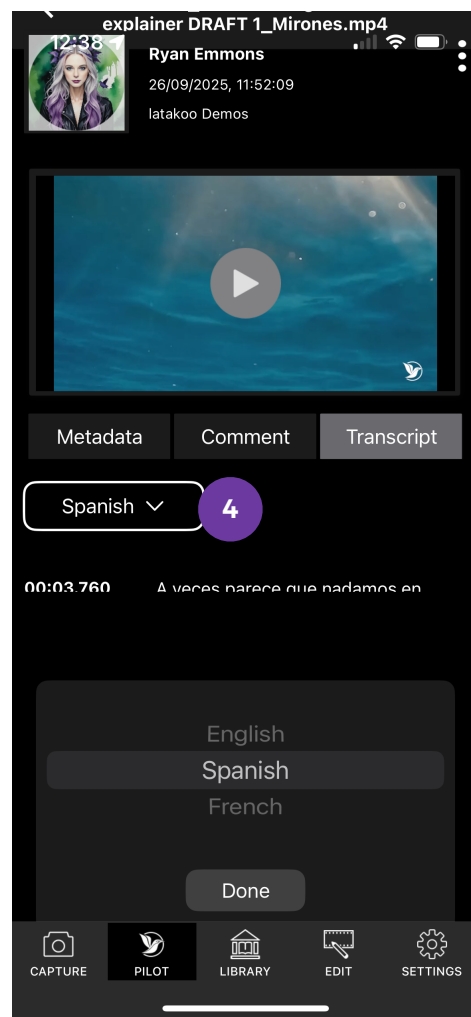 explainer DRAFT 1_Mirones.mp4
12:38
Ryan Emmons
26/09/2025, 11:52:09
latakoo Demos
Metadata Comment Transcript
Spanish
4
00:03.760 A veces parece que nadamos en
English
Spanish
French
Done
CAPTURE PILOT LIBRARY EDIT SETTINGS